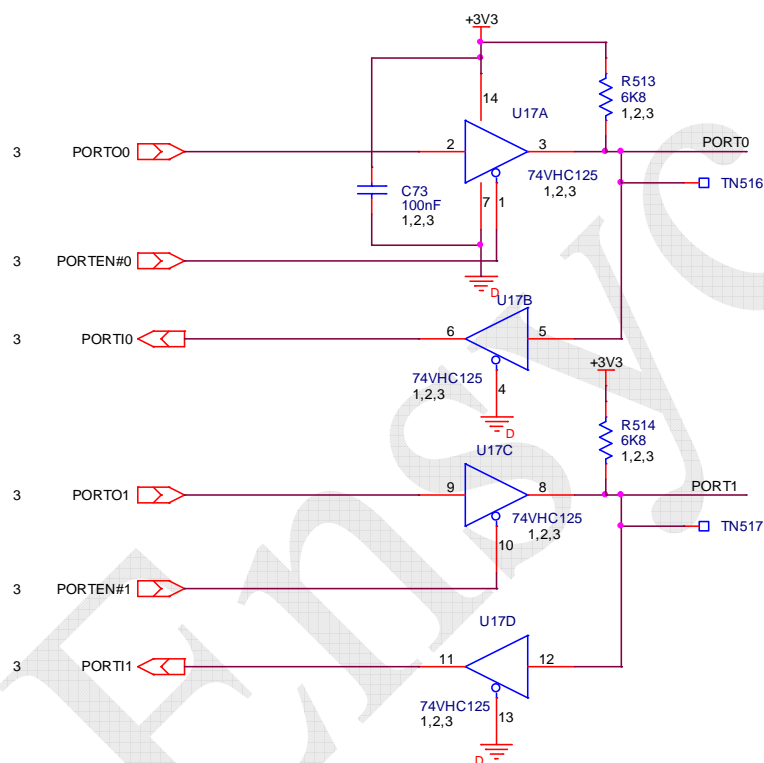 +3V3
14
U17A
R513
6K8
1,2,3
3 PORTO0
2
3
PORT0
74VHC125
1,2,3
TN516
C73
100nF
1,2,3
7
1
3 PORTEN#0
D
U17B
3 PORTI0
6
5
+3V3
74VHC125
1,2,3
4
D
R514
6K8
1,2,3
U17C
3 PORTO1
9
8
PORT1
74VHC125
1,2,3
TN517
10
3 PORTEN#1
U17D
3 PORTI1
11
12
74VHC125
1,2,3
13
D
Ensyc